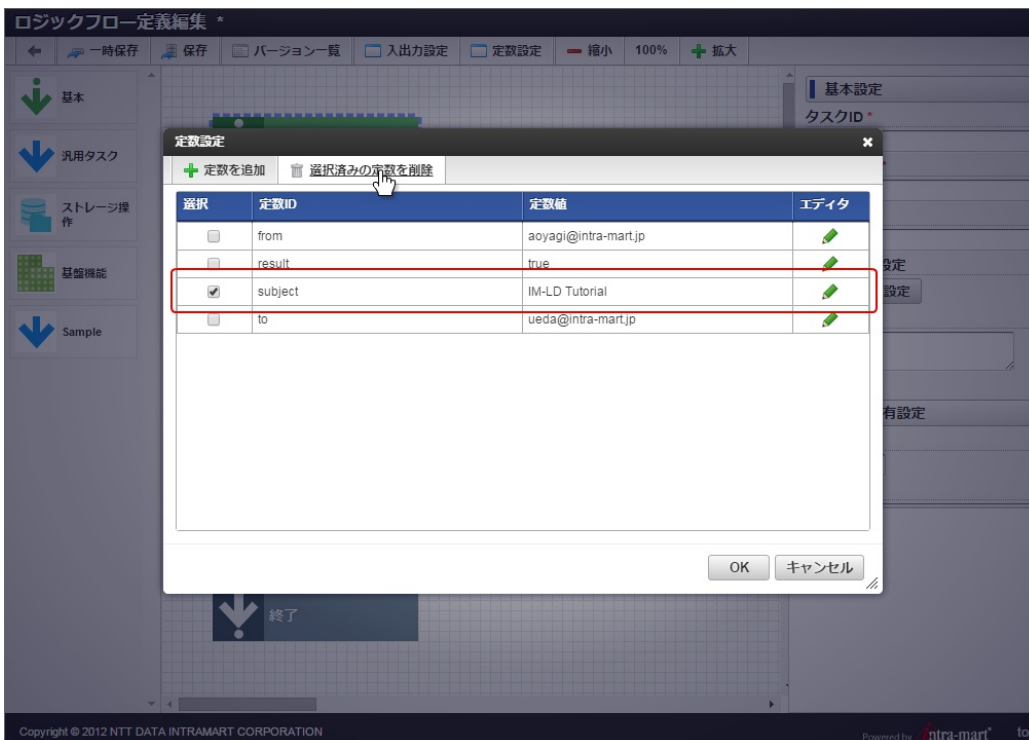 ロジックフロー定義編集 *
一時保存 保存 バージョン一覧 入出力設定 定数設定 縮小 100% 拡大
基本
汎用タスク
ストレージ操
作
基盤機能
Sample
基本設定
タスクID *
定数設定
定数を追加 選択済みの定数を削除
選択 定数ID 定数値 エディタ
from aoyagi@intra-mart.jp
result true
subject IM-LD Tutorial
to ueda@intra-mart.jp
OK キャンセル
設定
設定
有設定
終了
Copyright © 2012 NTT DATA INTRAMART CORPORATION
Powered by intra-mart